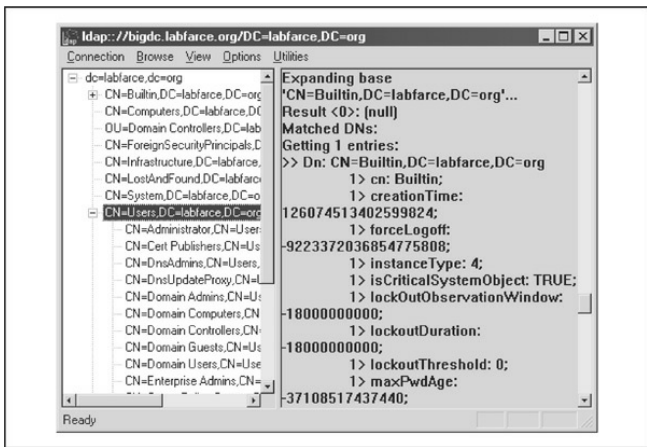 ldap::/bigdc.labfarce.org/DC=labfarce,DC=org
Connection Browse View Options Utilities
dc=labfarce,dc=org
CN=Builtin,DC=labfarce,DC=org
CN=Computers,DC=labfarce,DC
OU=Domain Controllers,DC=lab
CN=ForeignSecurityPrincipals,D
CN=Infrastructure,DC=labfarce,
CN=LostAndFound,DC=labfarce
CN=System,DC=labfarce,DC=o
CN=Users,DC=labfarce,DC=org
CN=Administrator,CN=User
CN=Cert Publishers,CN=Us
CN=DnsAdmins,CN=Users,
CN=DnsUpdateProxy,CN=Us
CN=Domain Admins,CN=Us
CN=Domain Computers,CN
CN=Domain Controllers,CN=
CN=Domain Guests,CN=Us
CN=Domain Users,CN=Use
CN=Enterprise Admins,CN=
Expanding base
'CN=Builtin,DC=labfarce,DC=org'...
Result <0>: (null)
Matched DNs:
Getting 1 entries:
>> Dn: CN=Builtin,DC=labfarce,DC=org
1> cn: Builtin;
1> creationTime:
126074513402599824;
1> forceLogoff:
-9223372036854775808;
1> instanceType: 4;
1> isCriticalSystemObject: TRUE;
1> lockOutObservationWindow:
-18000000000;
1> lockoutDuration:
-18000000000;
1> lockoutThreshold: 0;
1> maxPwdAge:
-37108517437440;
Ready